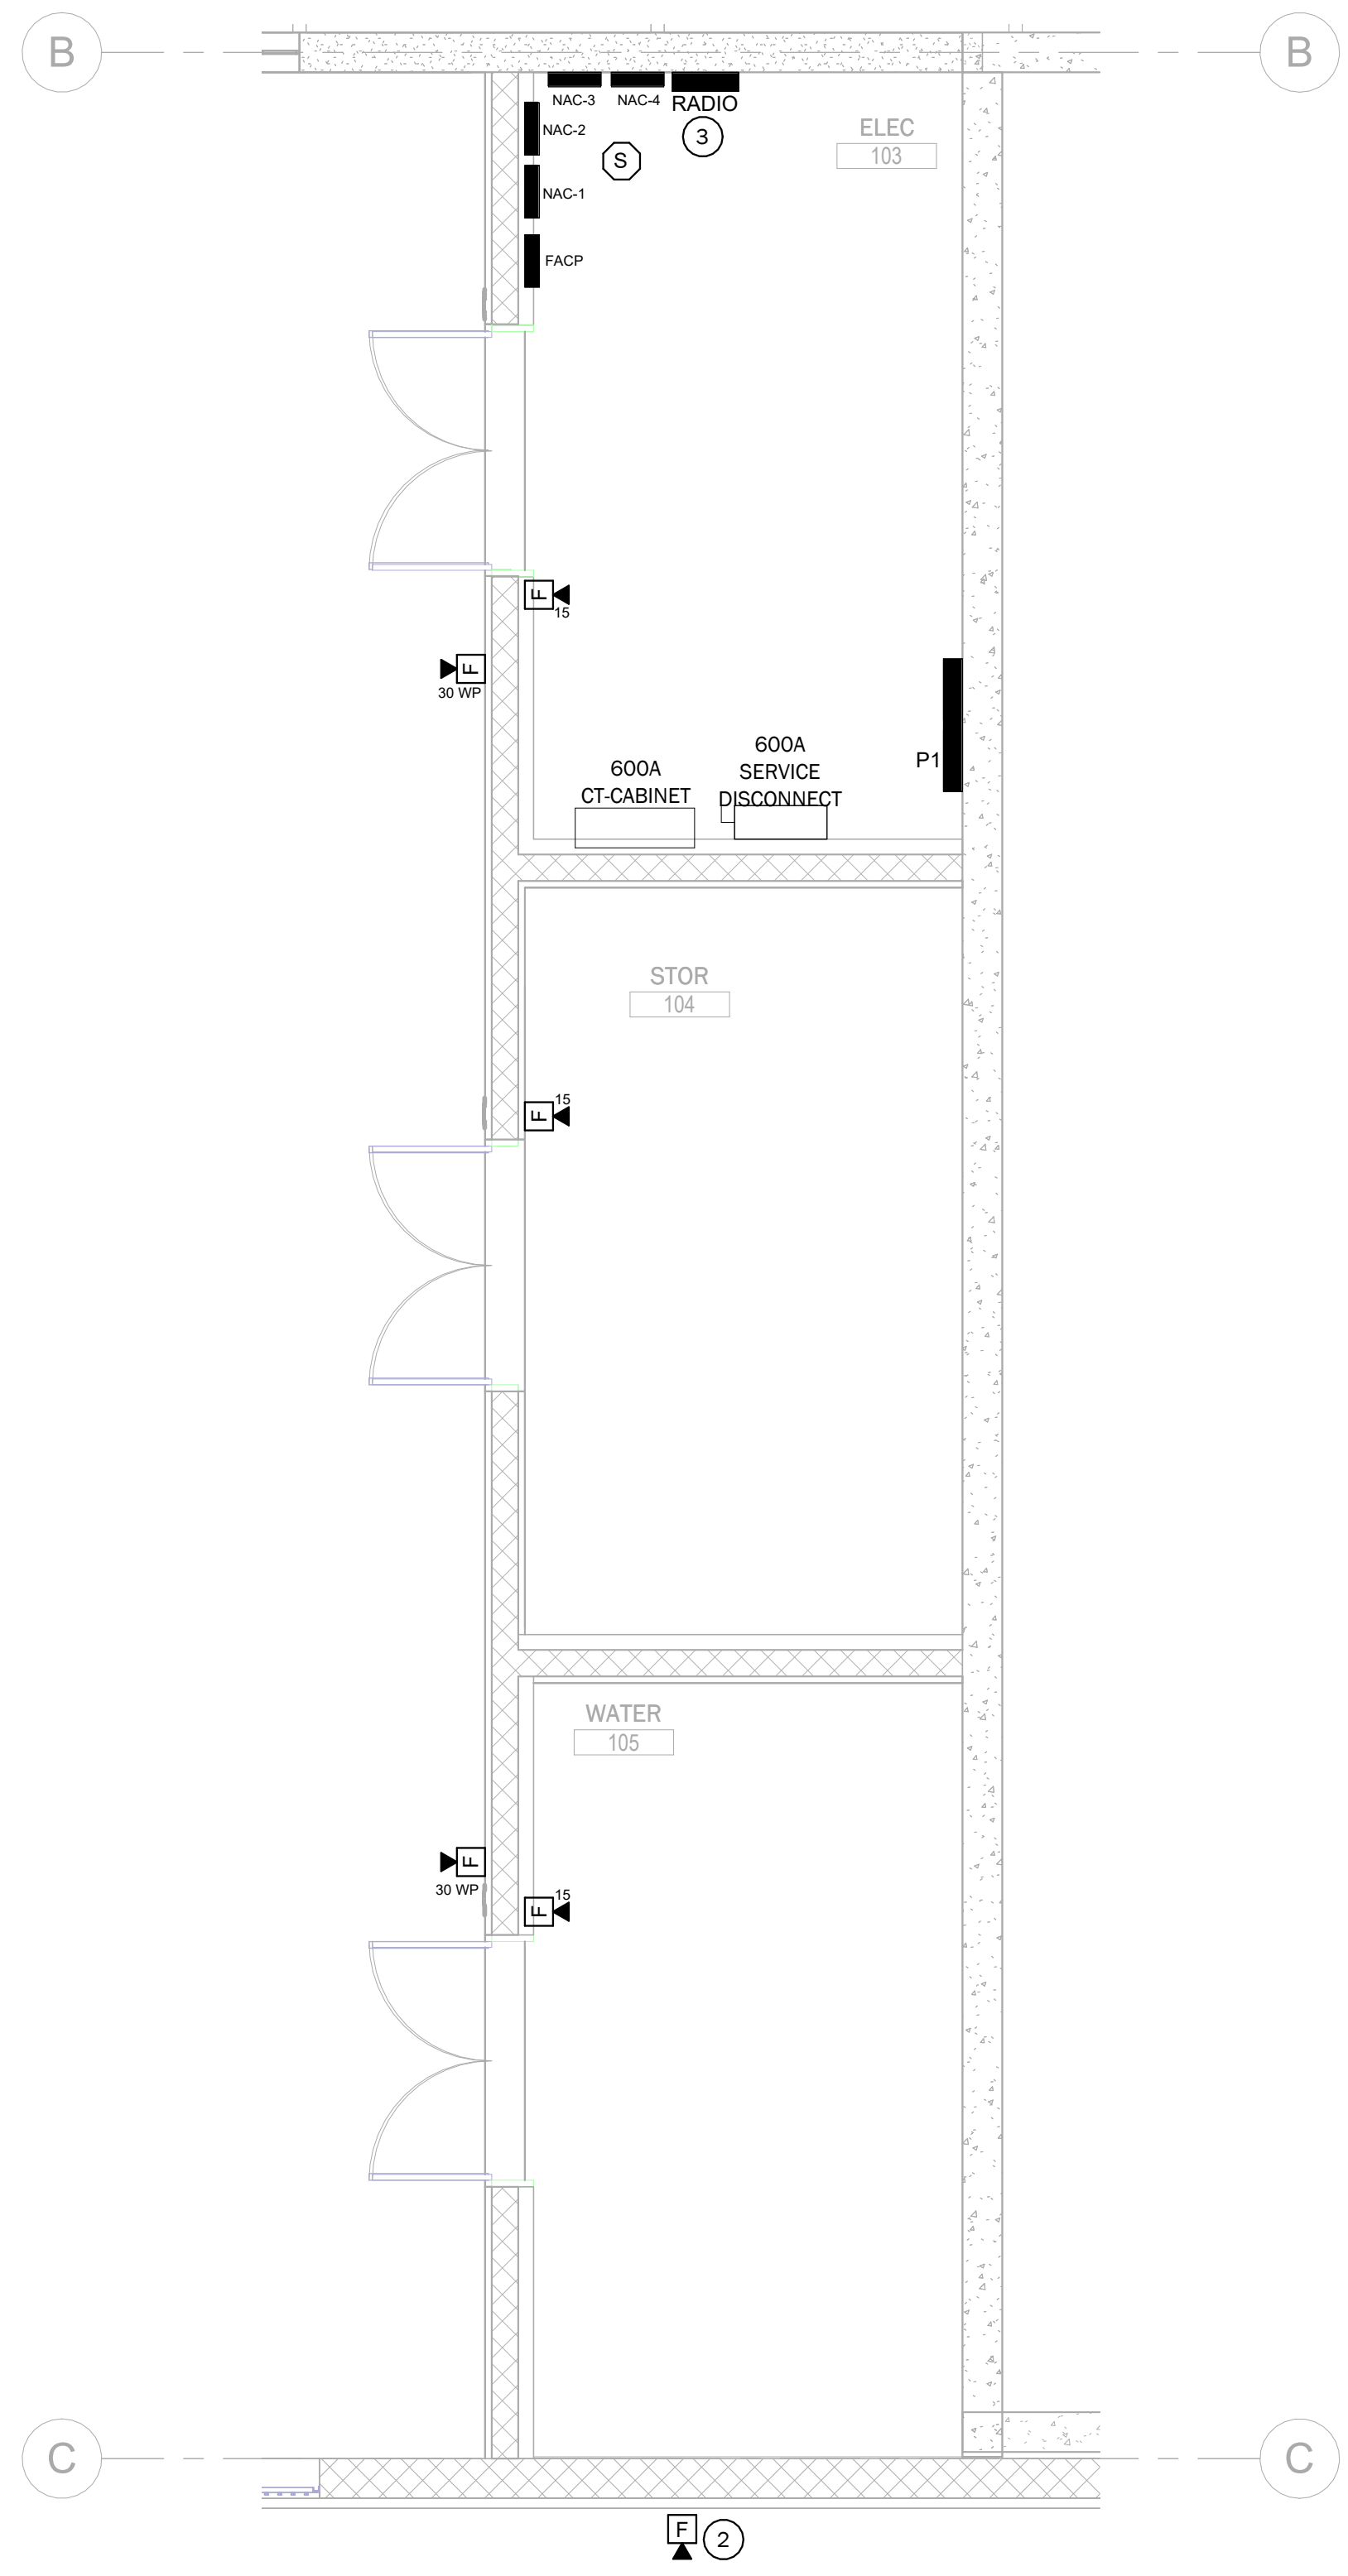 B
B
NAC-3
NAC-4
RADIO
3
NAC-2
S
NAC-1
FACP
ELEC
103
F
15
F
30 WP
600A
CT-CABINET
600A
SERVICE
DISCONNECT
P1
STOR
104
15
F
WATER
105
F
30 WP
15
F
C
C
F
2